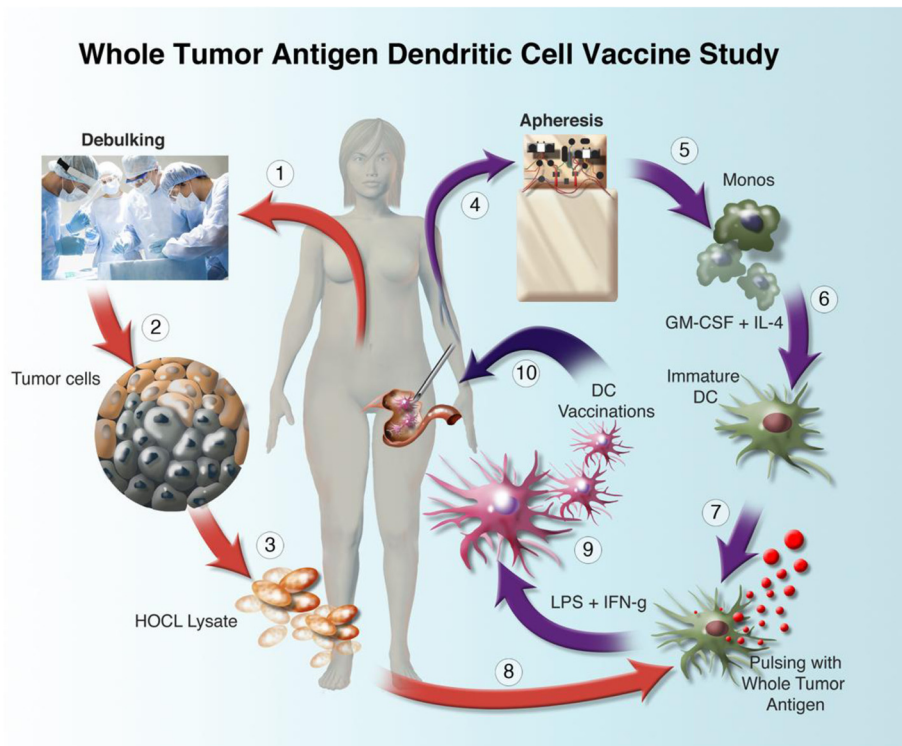 Whole Tumor Antigen Dendritic Cell Vaccine Study
Debulking
1
2
Tumor cells
3
HOCL Lysate
4
Apheresis
5
Monos
GM-CSF + IL-4
6
Immature
DC
7
Pulsing with
Whole Tumor
Antigen
8
LPS + IFN-g
9
DC
Vaccinations
10